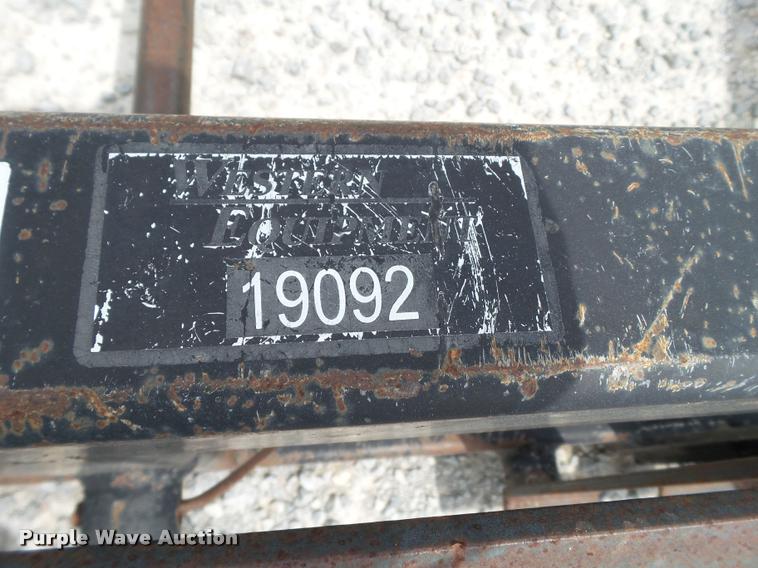 Western
Equipment
19092
Purple Wave Auction